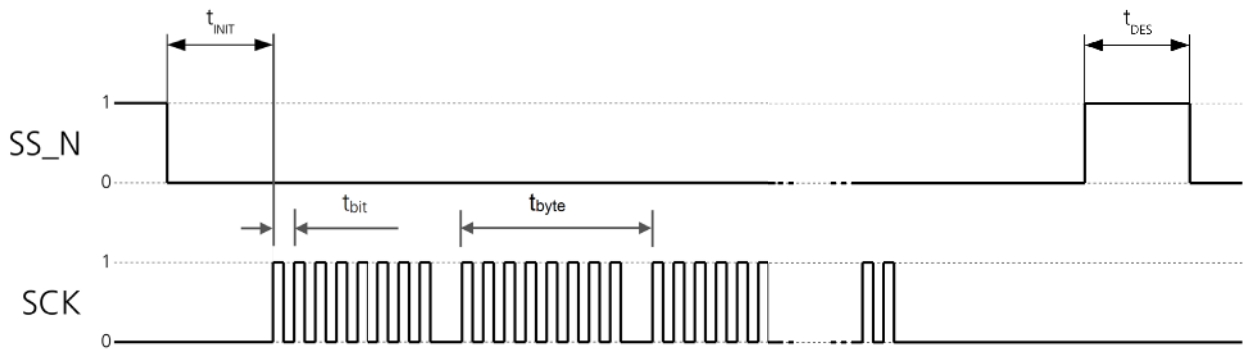 tINIT
tDES
1
SS_N
0
tbit
tbyte
1
SCK
0